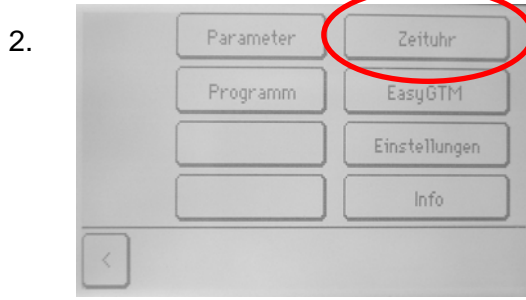 2.
Parameter Zeituhr
Programm EasyGTM
Einstellungen
Info
<